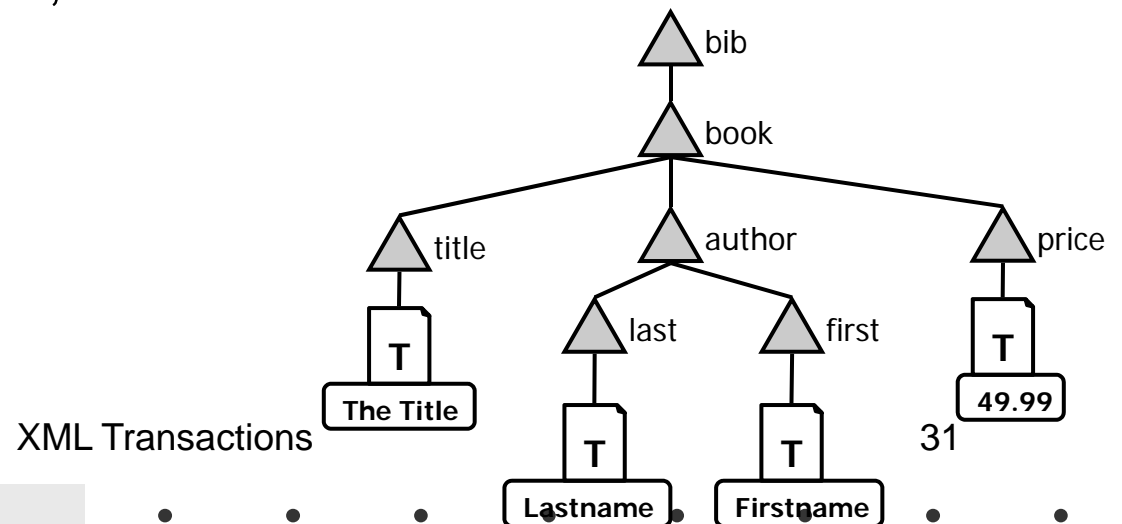 bib
book
title
author
price
last
first
T
T
The Title
49.99
XML Transactions
31
T
T
Lastname
Firstname